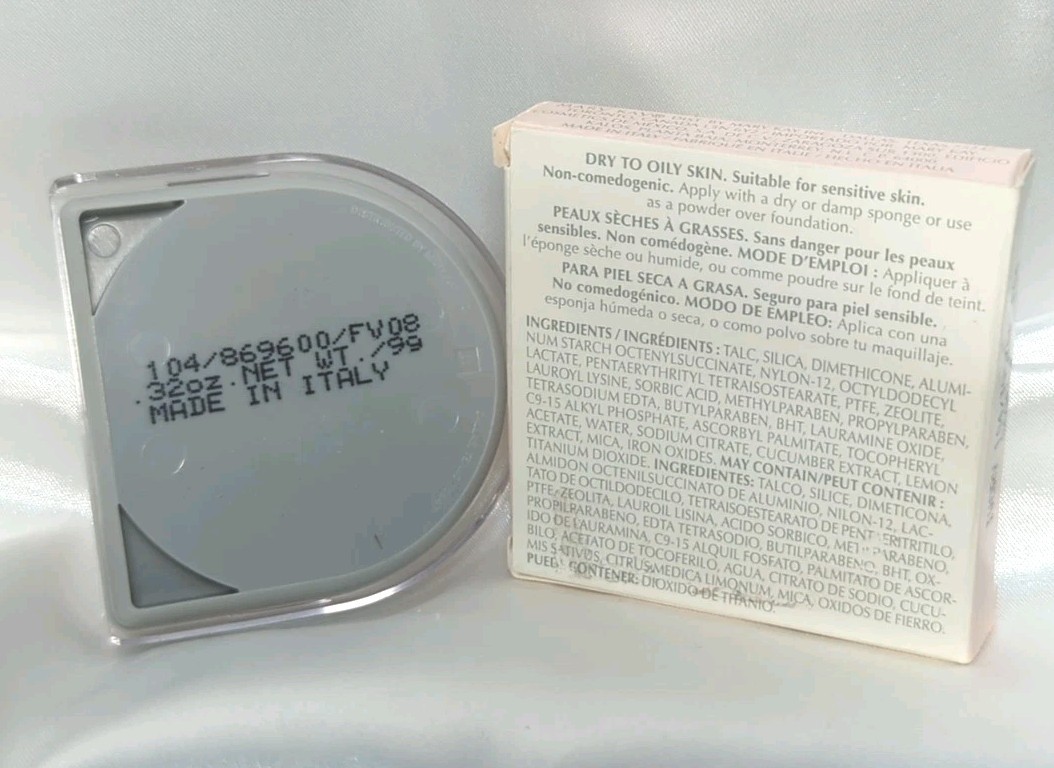 104/869600/FV08
.32oz.NET WT./9g
MADE IN ITALY
DISTRIBUTED BY
DRY TO OILY SKIN. Suitable for sensitive skin.
Non-comedogenic. Apply with a dry or damp sponge or use
as a powder over foundation.
PEAUX SÈCHES À GRASSES. Sans danger pour les peaux
sensibles. Non comédogène. MODE D'EMPLOI : Appliquer à
l'éponge sèche ou humide, ou comme poudre sur le fond de teint.
PARA PIEL SECA A GRASA. Seguro para piel sensible.
No comedogénico. MODO DE EMPLEO: Aplica con una
esponja húmeda o seca, o como polvo sobre tu maquillaje.
INGREDIENTS / INGRÉDIENTS : TALC, SILICA, DIMETHICONE, ALUMI-
NUM STARCH OCTENYLSUCCINATE, NYLON-12, OCTYLDODECYL
LACTATE, PENTAERYTHRITYL TETRAISOSTEARATE, PTFE, ZEOLITE,
LAUROYL LYSINE, SORBIC ACID, METHYLPARABEN, PROPYLPARABEN,
TETRASODIUM EDTA, BUTYLPARABEN, BHT, LAURAMINE OXIDE,
C9-15 ALKYL PHOSPHATE, ASCORBYL PALMITATE, TOCOPHERYL
ACETATE, WATER, SODIUM CITRATE, CUCUMBER EXTRACT, LEMON
EXTRACT, MICA, IRON OXIDES. MAY CONTAIN/PEUT CONTENIR :
TITANIUM DIOXIDE. INGREDIENTES: TALCO, SILICE, DIMETICONA,
ALMIDON OCTENILSUCCINATO DE ALUMINIO, NILON-12, LAC-
TATO DE OCTILDODECILO, TETRAISOESTEARATO DE PENTAERITRITILO,
PTFE, ZEOLITA, LAUROIL LISINA, ACIDO SORBICO, METILPARABENO,
PROPILPARABENO, EDTA TETRASODIO, BUTILPARABENO, BHT, OX-
IDO DE LAURAMINA, C9-15 ALQUIL FOSFATO, PALMITATO DE ASCOR-
BILO, ACETATO DE TOCOFERILO, AGUA, CITRATO DE SODIO, CUCU-
MIS SATIVUS, CITRUS MEDICA LIMONUM, MICA, OXIDOS DE FIERRO.
PUEDE CONTENER: DIOXIDO DE TITANIO.